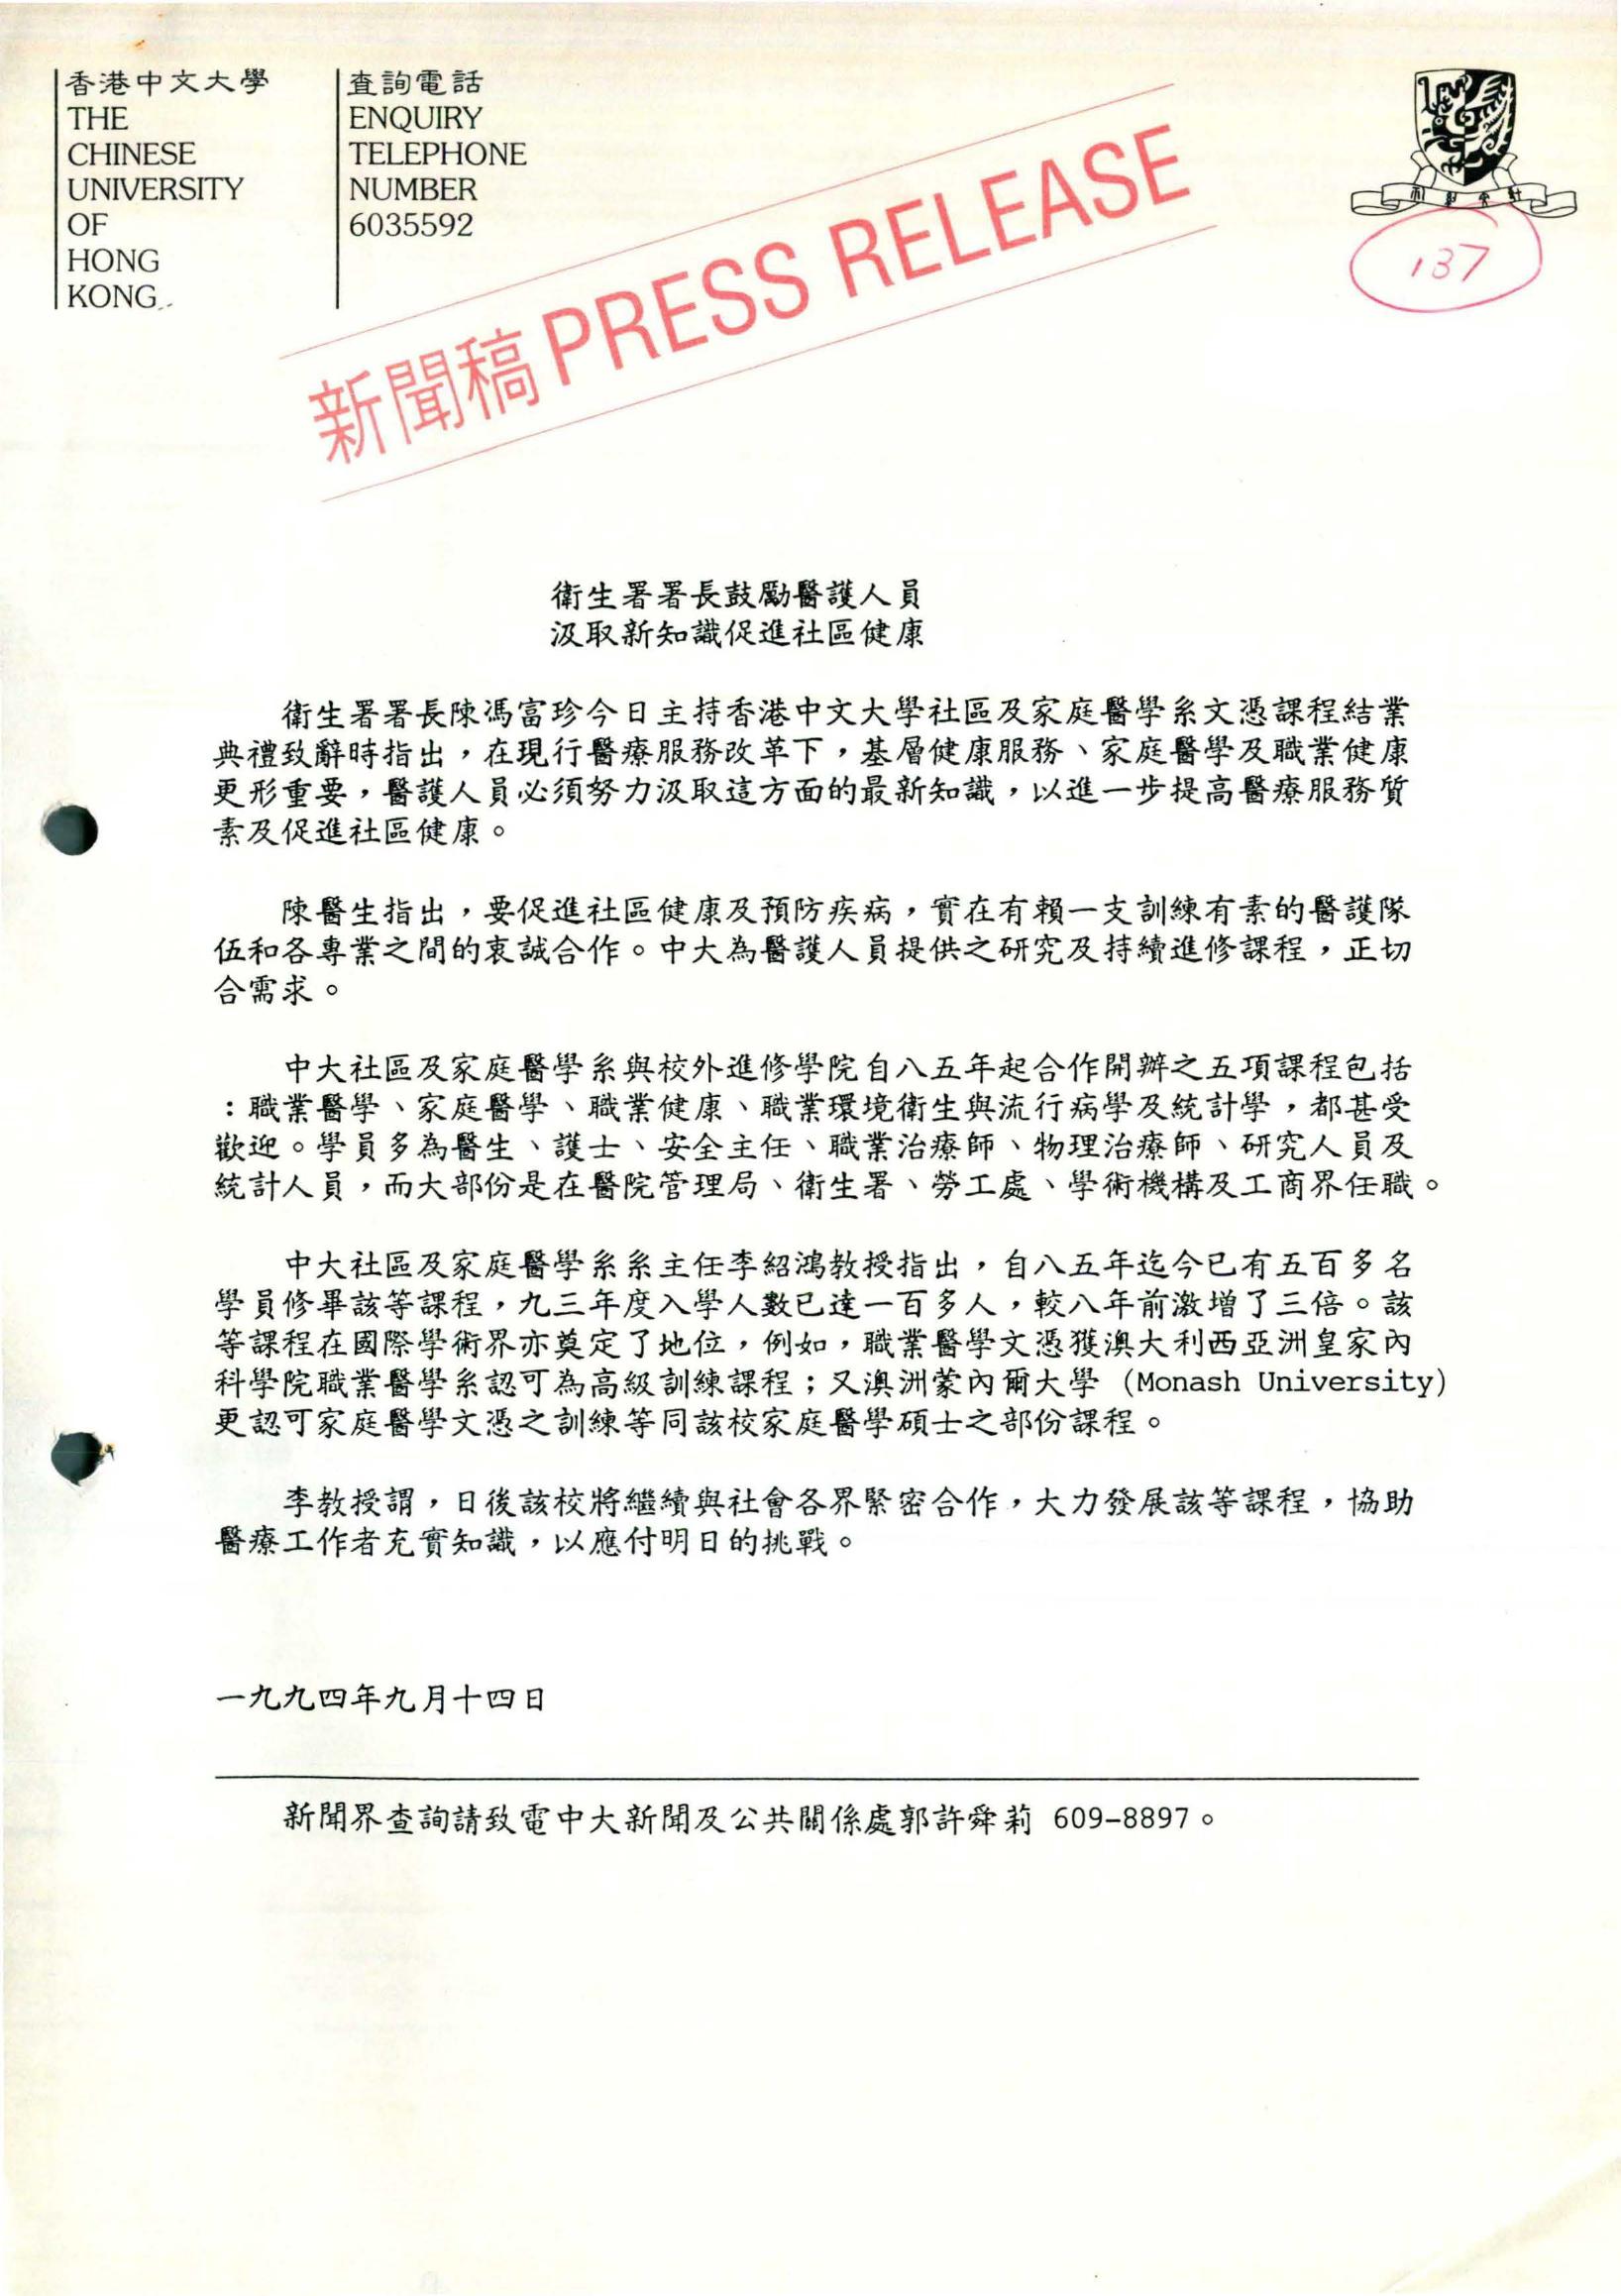 香港中文大學
THE
CHINESE
UNIVERSITY
OF
HONG
KONG
查詢電話
ENQUIRY
TELEPHONE
NUMBER
6035592
新聞稿 PRESS RELEASE
137
衛生署署長鼓勵醫護人員
汲取新知識促進社區健康
衛生署署長陳馮富珍今日主持香港中文大學社區及家庭醫學系文憑課程結業
典禮致辭時指出，在現行醫療服務改革下，基層健康服務、家庭醫學及職業健康
更形重要，醫護人員必須努力汲取這方面的最新知識，以進一步提高醫療服務質
素及促進社區健康。
陳醫生指出，要促進社區健康及預防疾病，實在有賴一支訓練有素的醫護隊
伍和各專業之間的衷誠合作。中大為醫護人員提供之研究及持續進修課程，正切
合需求。
中大社區及家庭醫學系與校外進修學院自八五年起合作開辦之五項課程包括
：職業醫學、家庭醫學、職業健康、職業環境衛生與流行病學及統計學，都甚受
歡迎。學員多為醫生、護士、安全主任、職業治療師、物理治療師、研究人員及
統計人員，而大部份是在醫院管理局、衛生署、勞工處、學術機構及工商界任職。
中大社區及家庭醫學系系主任李紹鴻教授指出，自八五年迄今已有五百多名
學員修畢該等課程，九三年度入學人數已達一百多人，較八年前激增了三倍。該
等課程在國際學術界亦奠定了地位，例如，職業醫學文憑獲澳大利西亞洲皇家內
科學院職業醫學系認可為高級訓練課程；又澳洲蒙內爾大學 (Monash University)
更認可家庭醫學文憑之訓練等同該校家庭醫學碩士之部份課程。
李教授謂，日後該校將繼續與社會各界緊密合作，大力發展該等課程，協助
醫療工作者充實知識，以應付明日的挑戰。
一九九四年九月十四日
新聞界查詢請致電中大新聞及公共關係處郭許舜莉 609-8897。